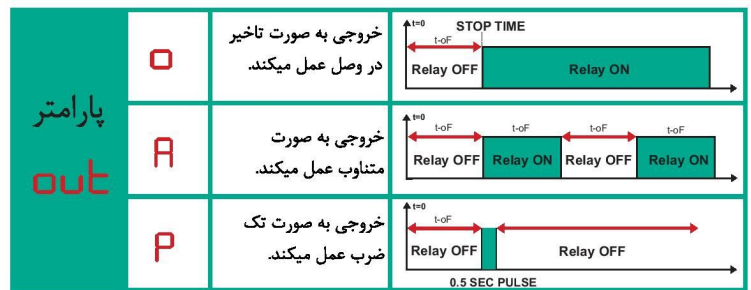 پارامتر
out
o
خروجی به صورت تاخیر
در وصل عمل میکند.
t=0
STOP TIME
t-oF
Relay OFF
Relay ON
A
خروجی به صورت
متناوب عمل میکند.
t=0
t-oF
t-oF
t-oF
t-oF
Relay OFF
Relay ON
Relay OFF
Relay ON
P
خروجی به صورت تک
ضرب عمل میکند.
t=0
t-oF
Relay OFF
Relay OFF
0.5 SEC PULSE